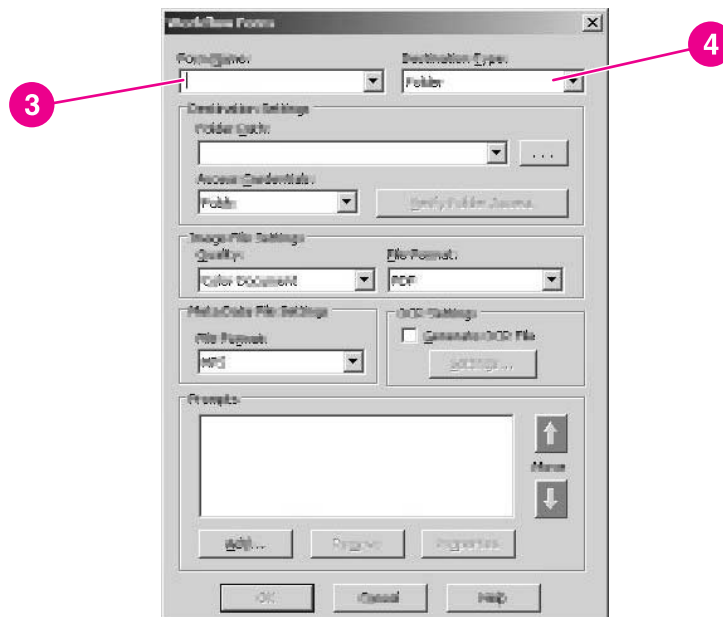 Workflow Form
Form Name:
Destination Type:
4
3
Folder
Destination Settings
Folder Path:
...
Access Credentials:
Public
Verify Folder Access
Image File Settings
Quality:
File Format:
Color Document
PDF
MetaData File Settings
OCR Settings
File Format:
Generate OCR File
Settings...
Prompts
Move
Add...
Remove
Properties
OK
Cancel
Help